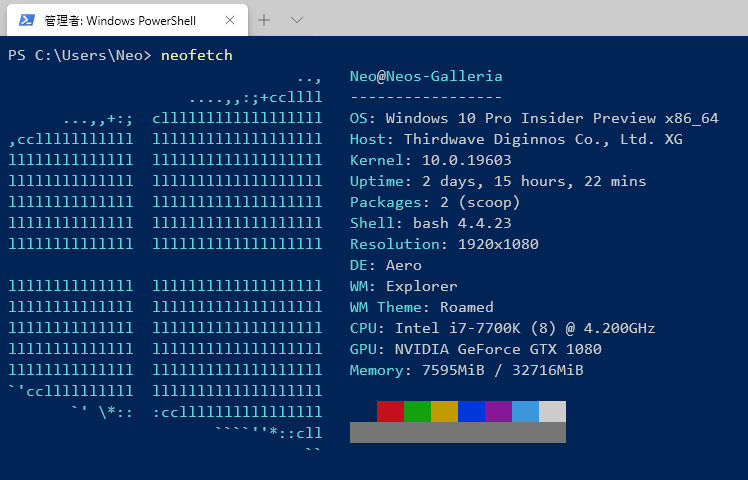 管理者: Windows PowerShell
PS C:\Users\Neo> neofetch
                                ..,    Neo@Neos-Galleria
                    ....,,:;+ccllll    -----------------
      ...,,+:;  cllllllllllllllllll    OS: Windows 10 Pro Insider Preview x86_64
,cclllllllllll  lllllllllllllllllll    Host: Thirdwave Diginnos Co., Ltd. XG
llllllllllllll  lllllllllllllllllll    Kernel: 10.0.19603
llllllllllllll  lllllllllllllllllll    Uptime: 2 days, 15 hours, 22 mins
llllllllllllll  lllllllllllllllllll    Packages: 2 (scoop)
llllllllllllll  lllllllllllllllllll    Shell: bash 4.4.23
llllllllllllll  lllllllllllllllllll    Resolution: 1920x1080
                                       DE: Aero
llllllllllllll  lllllllllllllllllll    WM: Explorer
llllllllllllll  lllllllllllllllllll    WM Theme: Roamed
llllllllllllll  lllllllllllllllllll    CPU: Intel i7-7700K (8) @ 4.200GHz
llllllllllllll  lllllllllllllllllll    GPU: NVIDIA GeForce GTX 1080
llllllllllllll  lllllllllllllllllll    Memory: 7595MiB / 32716MiB
`'ccllllllllll  lllllllllllllllllll
       `' \*::  :ccllllllllllllllll
                       ````''*::cll
                                 ``